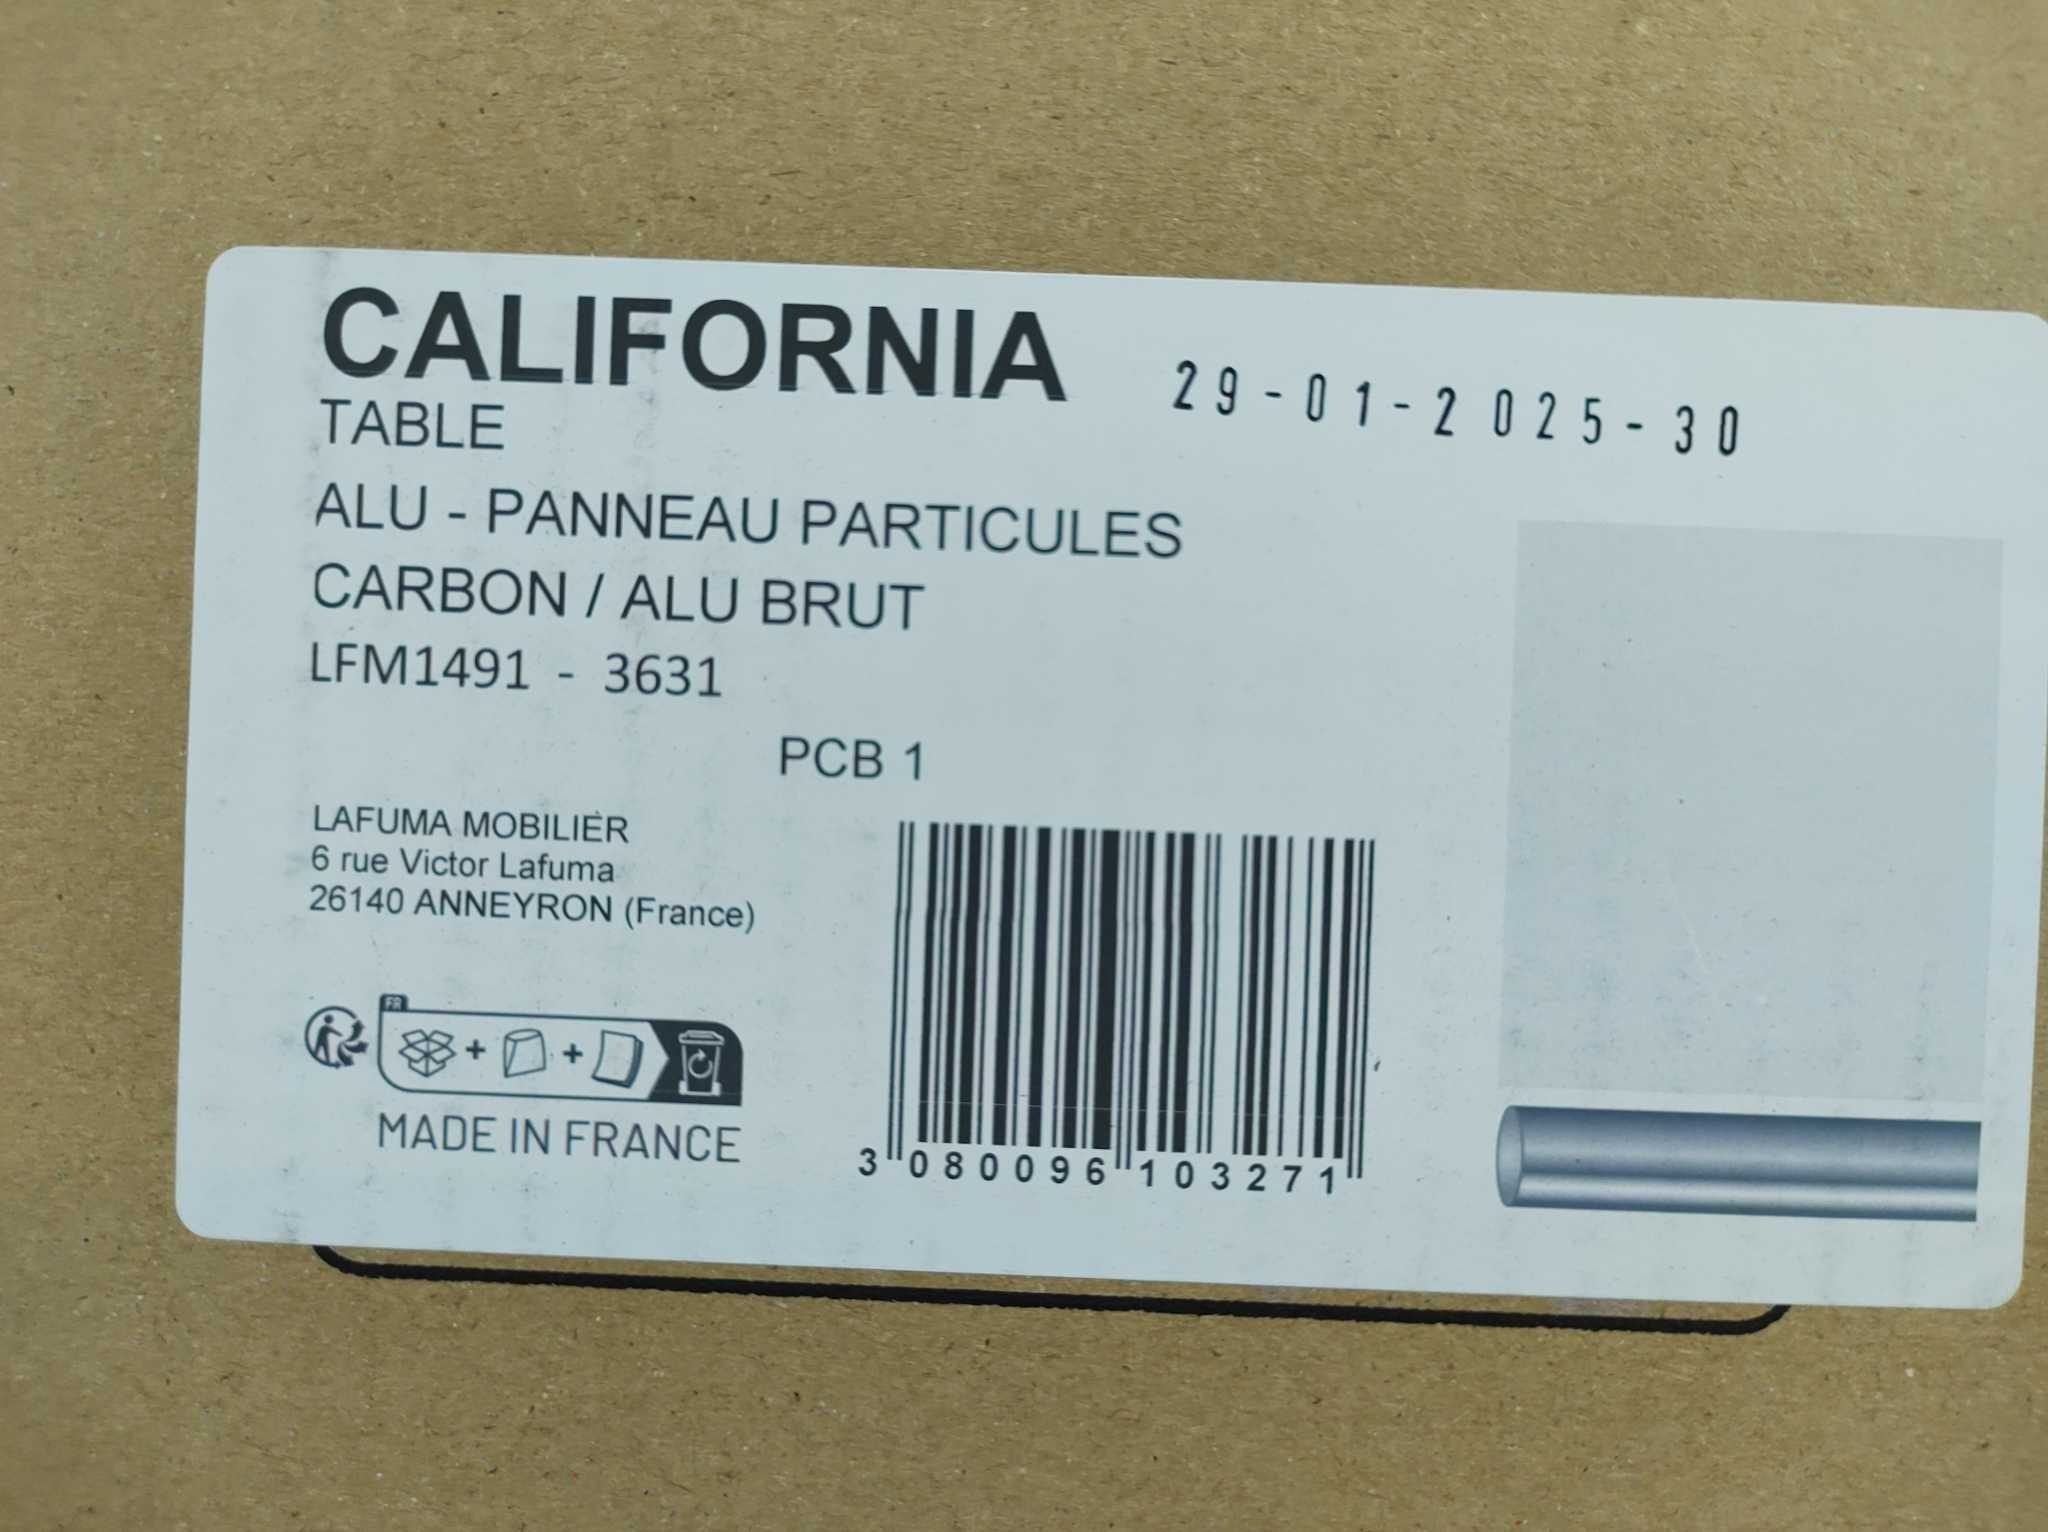 CALIFORNIA
29-01-2025-30
TABLE
ALU - PANNEAU PARTICULES
CARBON / ALU BRUT
LFM1491 - 3631
PCB 1
LAFUMA MOBILIER
6 rue Victor Lafuma
26140 ANNEYRON (France)
FR
+ +
MADE IN FRANCE
3 080096 103271